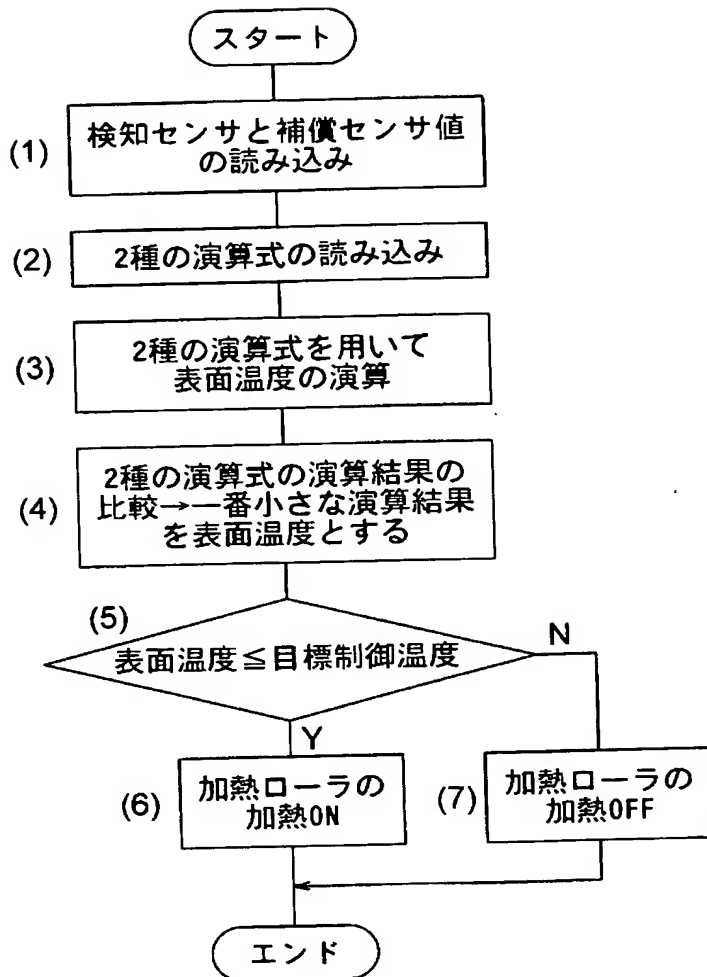 スタート
(1)
検知センサと補償センサ値
の読み込み
(2)
2種の演算式の読み込み
(3)
2種の演算式を用いて
表面温度の演算
(4)
2種の演算式の演算結果の
比較→一番小さな演算結果
を表面温度とする
(5)
表面温度≦目標制御温度
N
Y
(6)
加熱ローラの
加熱ON
(7)
加熱ローラの
加熱OFF
エンド